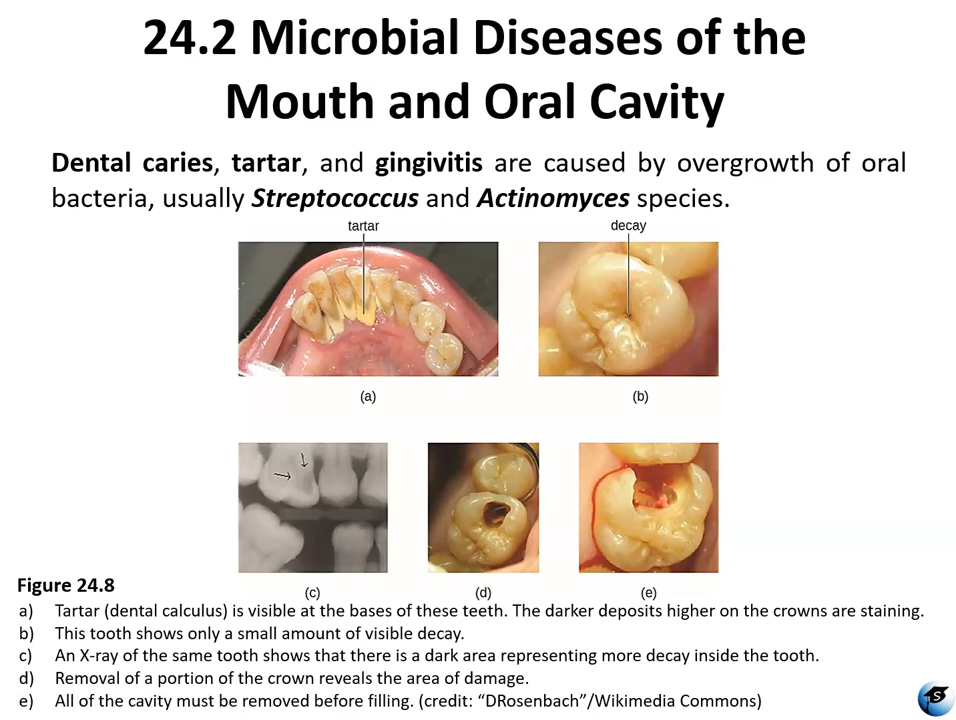 24.2 Microbial Diseases of the
Mouth and Oral Cavity
Dental caries, tartar, and gingivitis are caused by overgrowth of oral
bacteria, usually Streptococcus and Actinomyces species.
tartar
decay
(a)
(b)
(c)
(d)
(e)
Figure 24.8
a) Tartar (dental calculus) is visible at the bases of these teeth. The darker deposits higher on the crowns are staining.
b) This tooth shows only a small amount of visible decay.
c) An X-ray of the same tooth shows that there is a dark area representing more decay inside the tooth.
d) Removal of a portion of the crown reveals the area of damage.
e) All of the cavity must be removed before filling. (credit: “DRosenbach”/Wikimedia Commons)
S